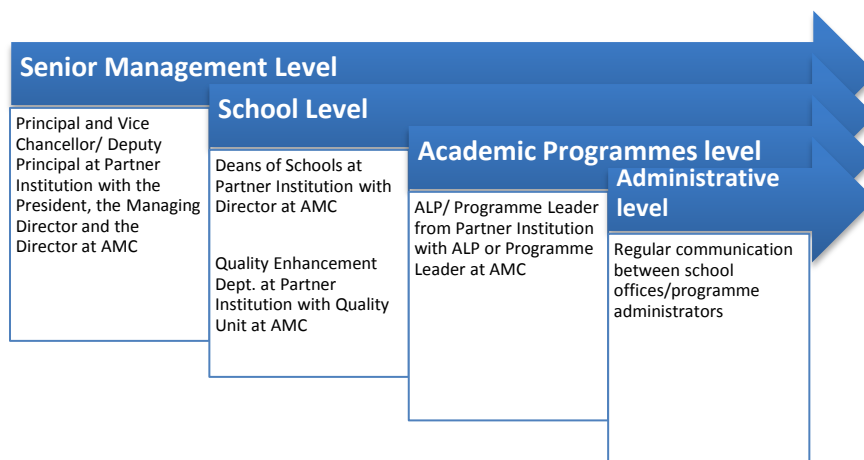 Senior Management Level
Principal and Vice
Chancellor/ Deputy
Principal at Partner
Institution with the
President, the Managing
Director and the
Director at AMC
School Level
Deans of Schools at
Partner Institution with
Director at AMC
Quality Enhancement
Dept. at Partner
Institution with Quality
Unit at AMC
Academic Programmes level
ALP/ Programme Leader
from Partner Institution
with ALP or Programme
Leader at AMC
Administrative
level
Regular communication
between school
offices/programme
administrators